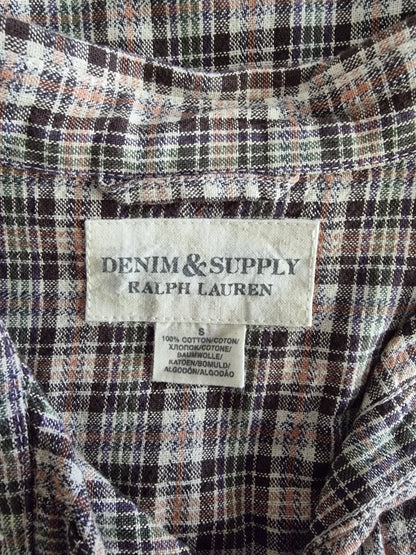 DENIM & SUPPLY
RALPH LAUREN
S
100% COTTON/COTON/
ХЛОПОК/COTONE/
BAUMWOLLE/
KATOEN/BOMULD/
ALGODÓN/ALGODÃO